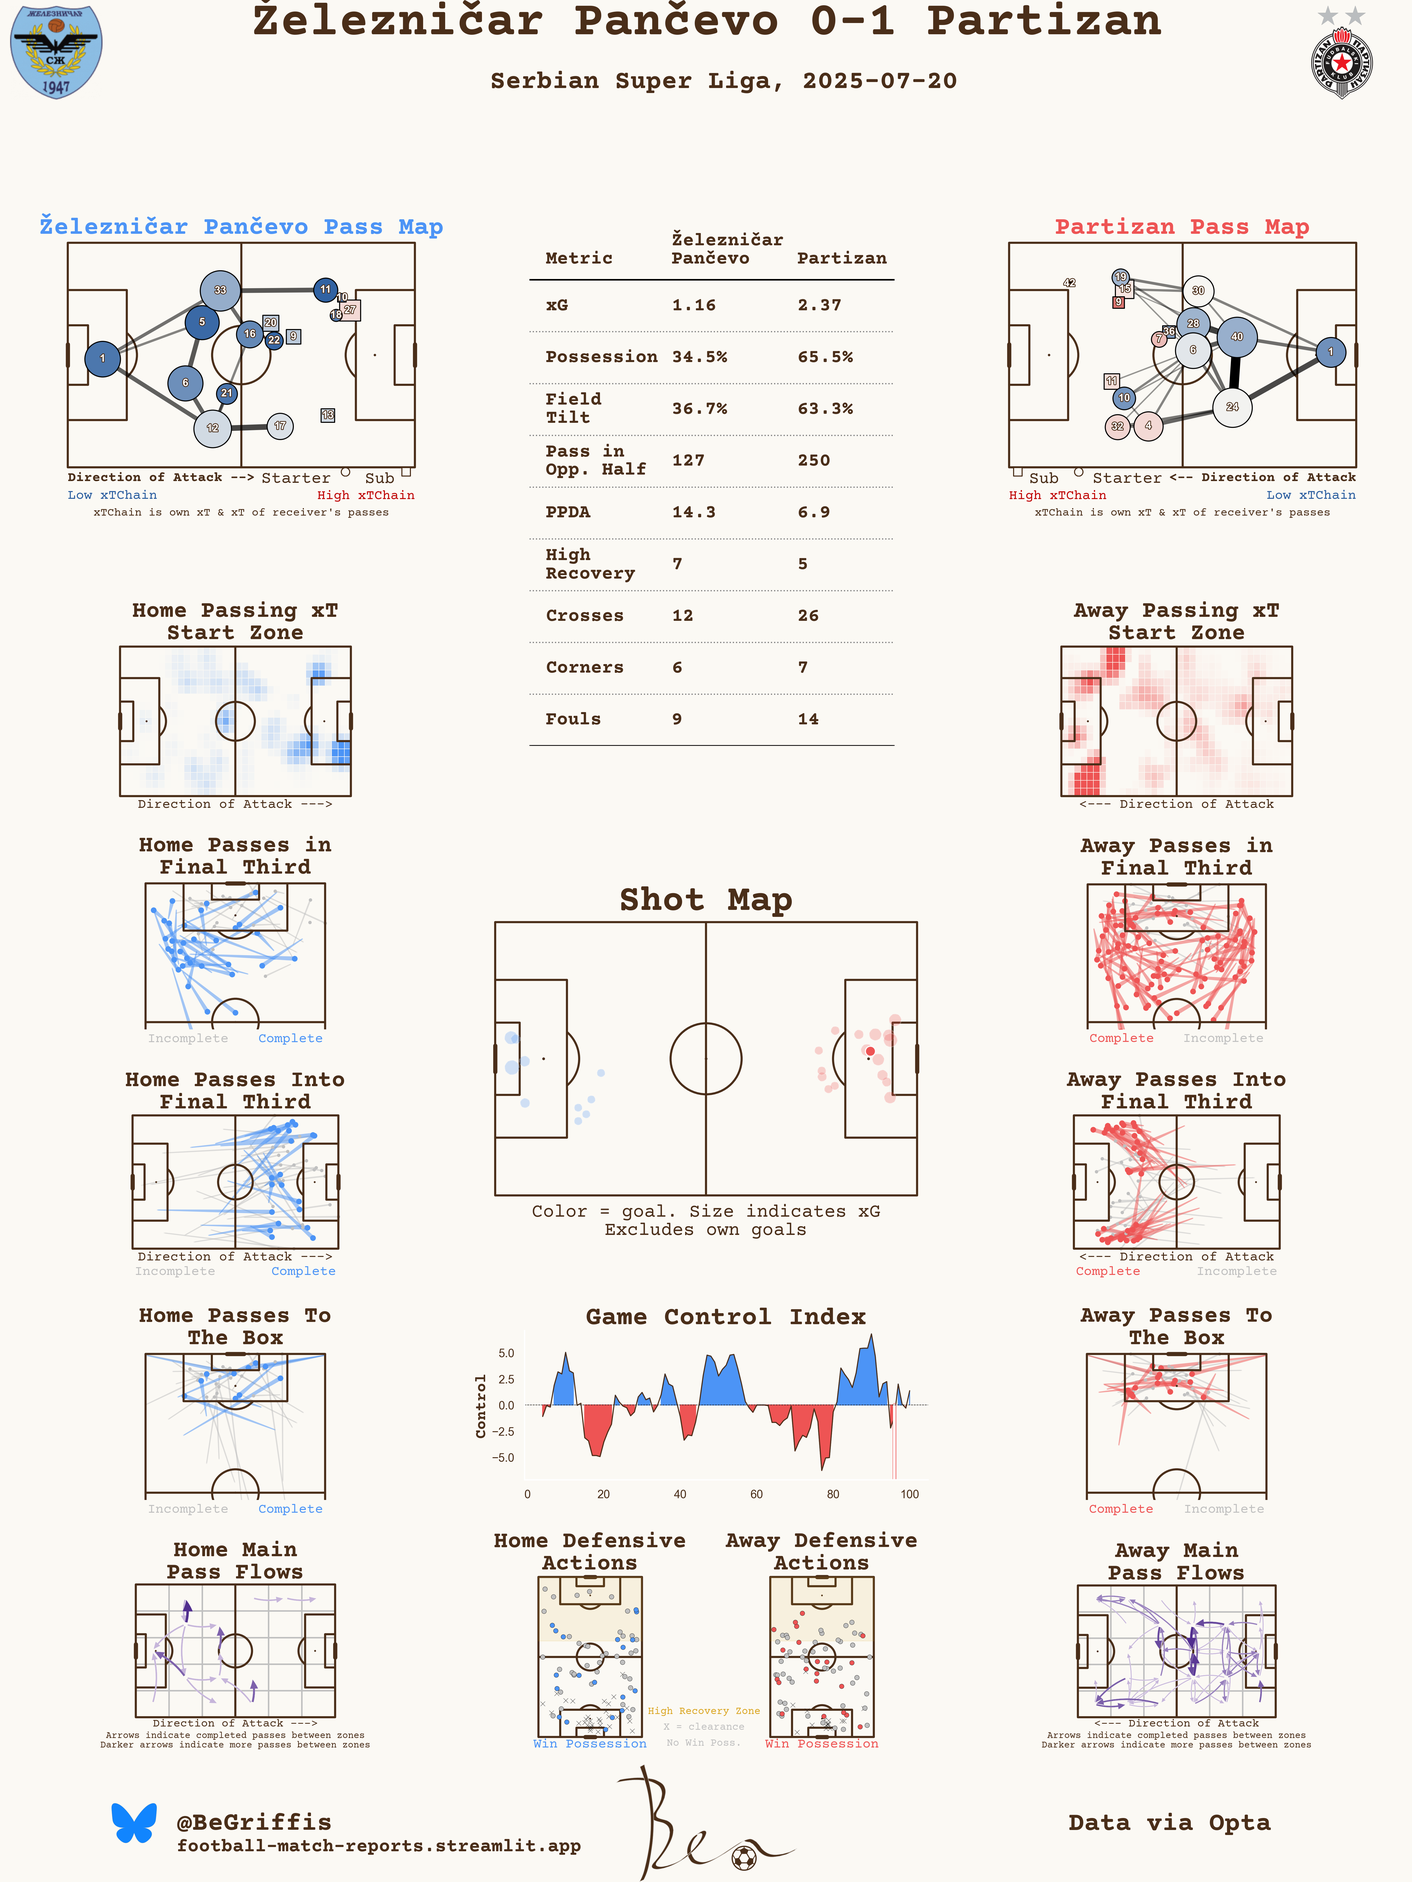 Železničar Pančevo 0-1 Partizan
Serbian Super Liga, 2025-07-20
ЖЕЛЕЗНИЧАР
СЖ
1947
PARTIZAN ПАРТИЗАН
FUDBALSKI
KLUB
Železničar Pančevo Pass Map
33
11
10
27
18
5
16
20
22
9
1
6
21
12
17
13
Direction of Attack --> Starter Sub
Low xTChain High xTChain
xTChain is own xT & xT of receiver's passes
Metric Železničar Pančevo Partizan
xG 1.16 2.37
Possession 34.5% 65.5%
Field Tilt 36.7% 63.3%
Pass in Opp. Half 127 250
PPDA 14.3 6.9
High Recovery 7 5
Crosses 12 26
Corners 6 7
Fouls 9 14
Partizan Pass Map
42
19
15
9
30
28
36
7
40
6
1
11
10
24
32
4
Sub Starter <-- Direction of Attack
High xTChain Low xTChain
xTChain is own xT & xT of receiver's passes
Home Passing xT
Start Zone
Direction of Attack --->
Away Passing xT
Start Zone
<--- Direction of Attack
Home Passes in
Final Third
Incomplete Complete
Away Passes in
Final Third
Complete Incomplete
Shot Map
Color = goal. Size indicates xG
Excludes own goals
Home Passes Into
Final Third
Direction of Attack --->
Incomplete Complete
Away Passes Into
Final Third
<--- Direction of Attack
Complete Incomplete
Home Passes To
The Box
Incomplete Complete
Game Control Index
Control
5.0
2.5
0.0
−2.5
−5.0
0 20 40 60 80 100
Away Passes To
The Box
Complete Incomplete
Home Main
Pass Flows
Direction of Attack --->
Arrows indicate completed passes between zones
Darker arrows indicate more passes between zones
Home Defensive
Actions
Win Possession
Away Defensive
Actions
Win Possession
High Recovery Zone
X = clearance
No Win Poss.
Away Main
Pass Flows
<--- Direction of Attack
Arrows indicate completed passes between zones
Darker arrows indicate more passes between zones
@BeGriffis
football-match-reports.streamlit.app
Ben
Data via Opta